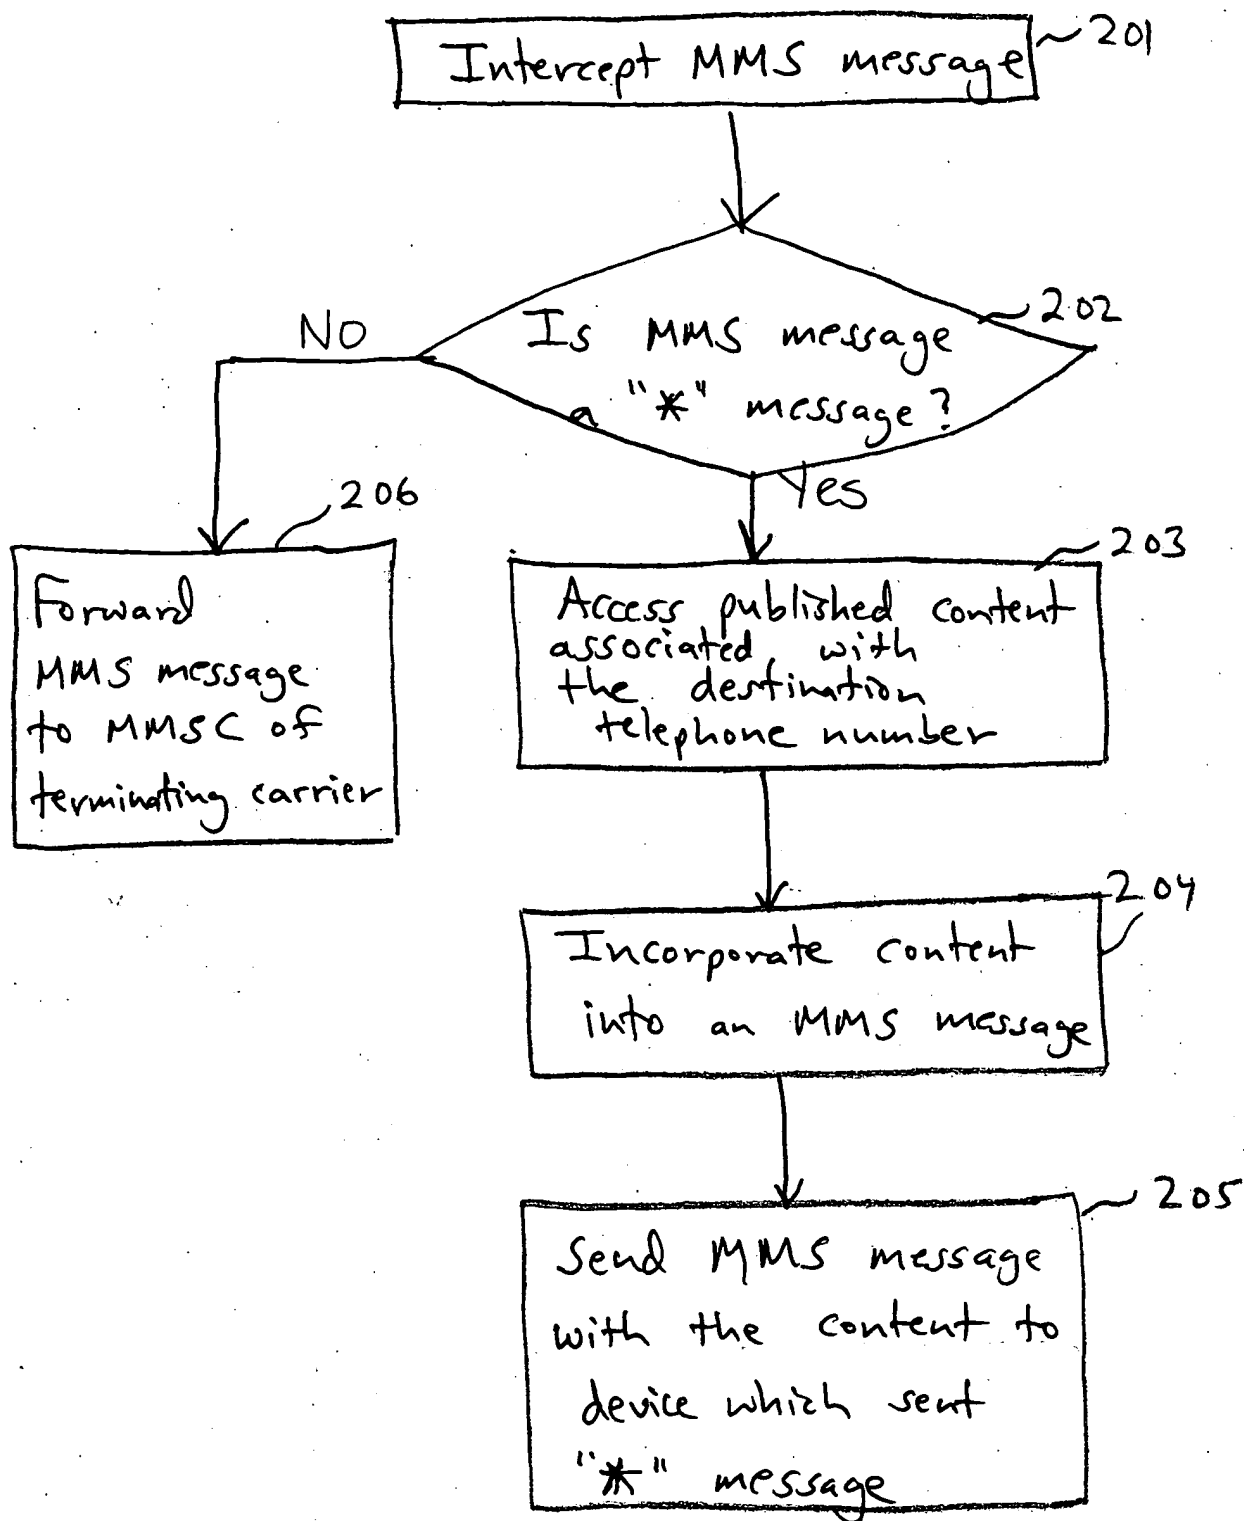 Intercept MMS message
201
202
NO
Is MMS message
a "*" message?
Yes
206
Forward
MMS message
to MMSC of
terminating carrier
203
Access published content
associated with
the destination
telephone number
204
Incorporate content
into an MMS message
205
Send MMS message
with the content to
device which sent
"*" message